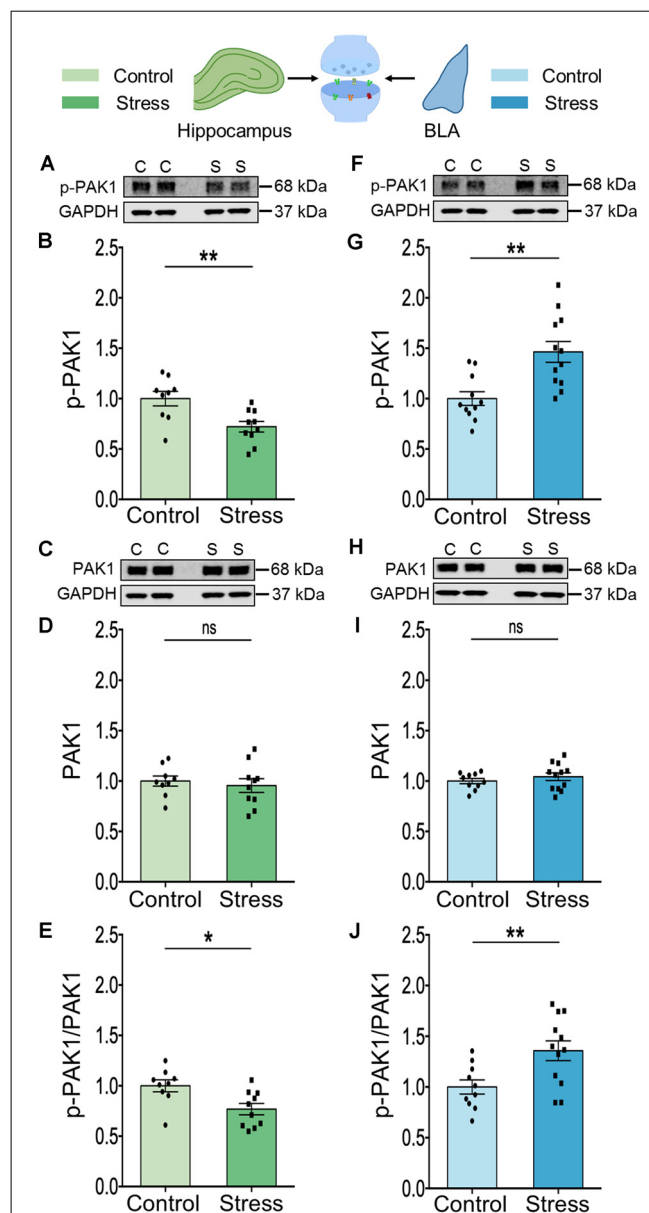 Control
Stress
Hippocampus
BLA
Control
Stress
A
C C S S
p-PAK1
68 kDa
GAPDH
37 kDa
B
**
p-PAK1
2.5
2.0
1.5
1.0
0.5
0.0
Control Stress
C
C C S S
PAK1
68 kDa
GAPDH
37 kDa
D
ns
PAK1
2.5
2.0
1.5
1.0
0.5
0.0
Control Stress
E
*
p-PAK1/PAK1
2.5
2.0
1.5
1.0
0.5
0.0
Control Stress
F
C C S S
p-PAK1
68 kDa
GAPDH
37 kDa
G
**
p-PAK1
2.5
2.0
1.5
1.0
0.5
0.0
Control Stress
H
C C S S
PAK1
68 kDa
GAPDH
37 kDa
I
ns
PAK1
2.5
2.0
1.5
1.0
0.5
0.0
Control Stress
J
**
p-PAK1/PAK1
2.5
2.0
1.5
1.0
0.5
0.0
Control Stress